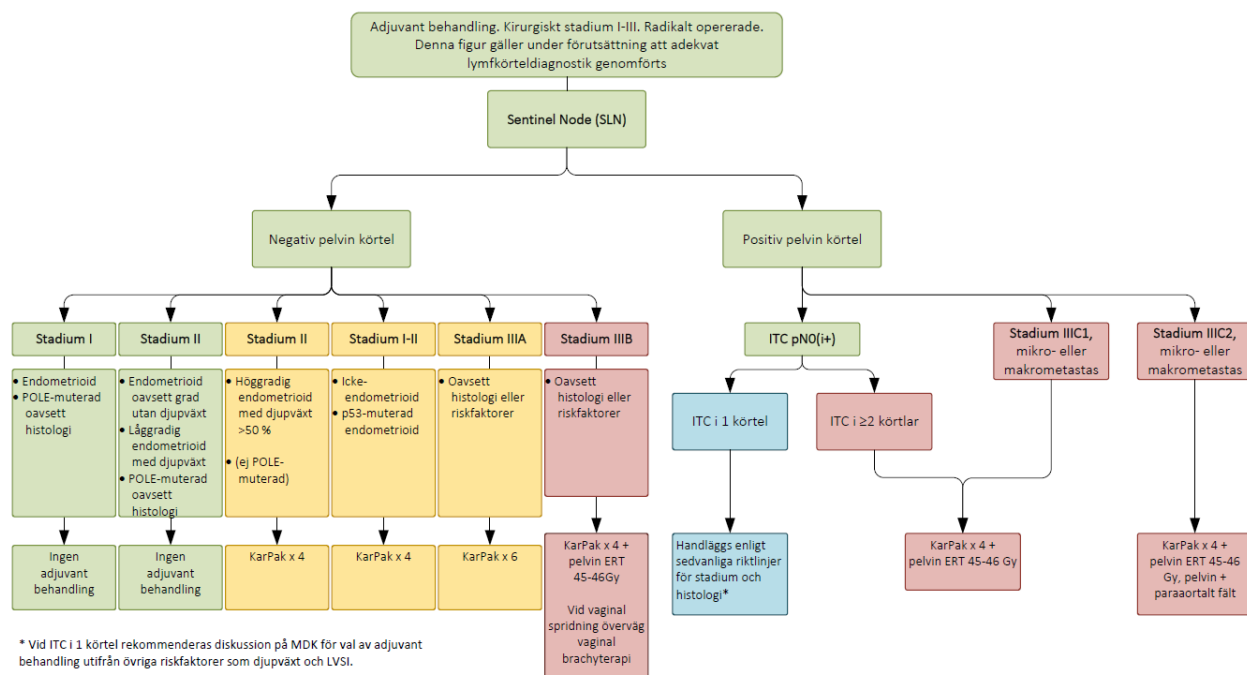 Adjuvant behandling. Kirurgiskt stadium I-III. Radikalt opererade.
Denna figur gäller under förutsättning att adekvat
lymfkörteldiagnostik genomförts
Sentinel Node (SLN)
Negativ pelvin körtel
Positiv pelvin körtel
Stadium I
• Endometrioid
• POLE-muterad
oavsett
histologi
Ingen
adjuvant
behandling
Stadium II
• Endometrioid
oavsett grad
utan djupväxt
• Låggradig
endometrioid
med djupväxt
• POLE-muterad
oavsett
histologi
Ingen
adjuvant
behandling
Stadium II
• Höggradig
endometrioid
med djupväxt
>50 %
• (ej POLE-
muterad)
KarPak x 4
Stadium I-II
• Icke-
endometrioid
• p53-muterad
endometrioid
KarPak x 4
Stadium IIIA
• Oavsett
histologi eller
riskfaktorer
KarPak x 6
Stadium IIIB
• Oavsett
histologi eller
riskfaktorer
KarPak x 4 +
pelvin ERT
45-46Gy
Vid vaginal
spridning överväg
vaginal
brachyterapi
ITC pN0(i+)
ITC i 1 körtel
Handläggs enligt
sedvanliga riktlinjer
för stadium och
histologi*
ITC i ≥2 körtlar
Stadium IIIC1,
mikro- eller
makrometastas
KarPak x 4 +
pelvin ERT 45-46 Gy
Stadium IIIC2,
mikro- eller
makrometastas
KarPak x 4 +
pelvin ERT 45-46
Gy, pelvin +
paraaortalt fält
* Vid ITC i 1 körtel rekommenderas diskussion på MDK för val av adjuvant
behandling utifrån övriga riskfaktorer som djupväxt och LVSI.